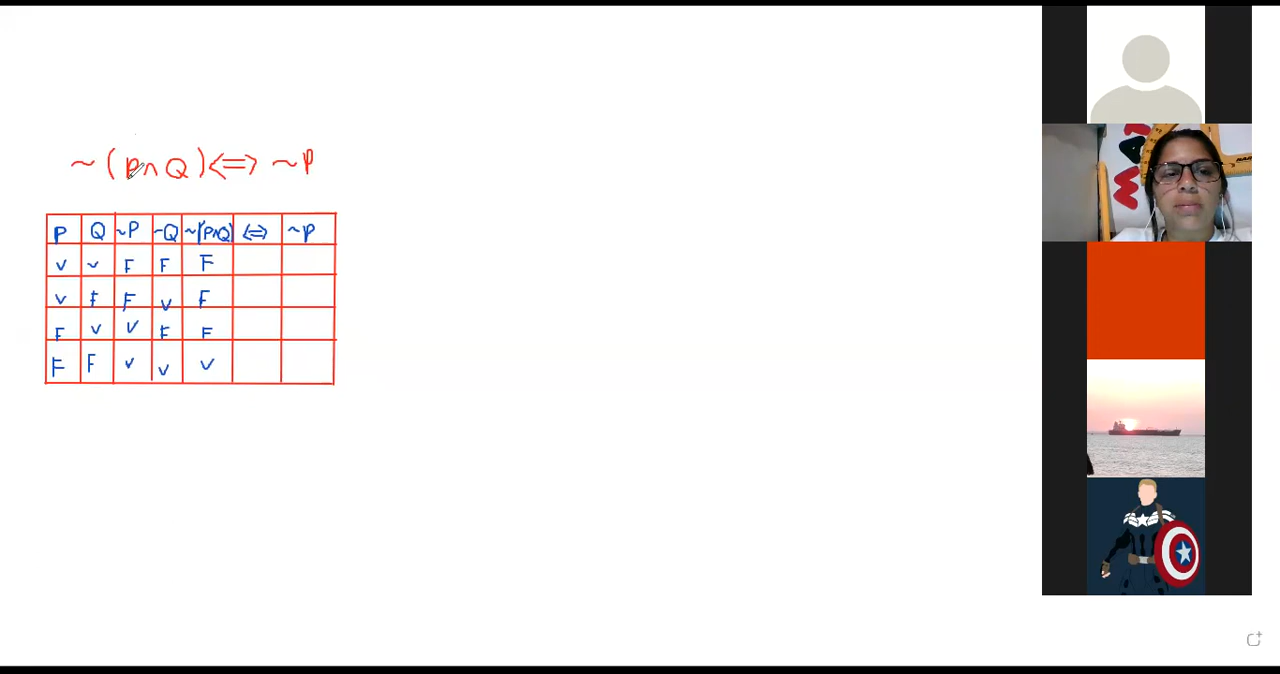 ~ (P∧Q) ⇔ ~P
P Q ~P ~Q ~(P∧Q) ⇔ ~P
V V F F F
V F F V F
F V V F F
F F V V V